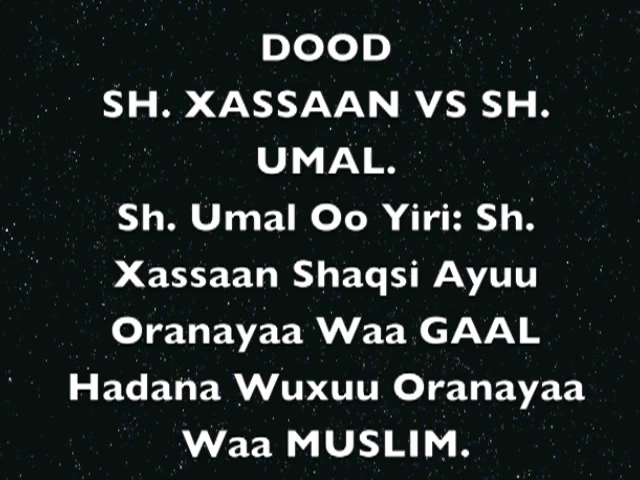 DOOD
SH. XASSAAN VS SH.
UMAL.
Sh. Umal Oo Yiri: Sh.
Xassaan Shaqsi Ayuu
Oranayaa Waa GAAL
Hadana Wuxuu Oranayaa
Waa MUSLIM.